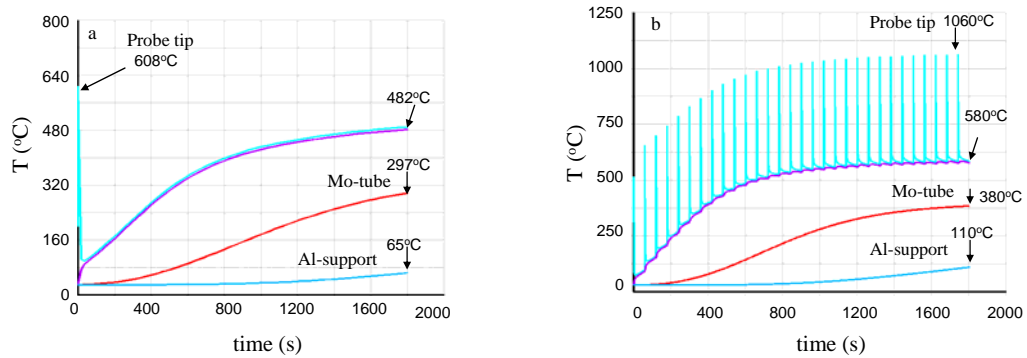 a
Probe tip
608°C
482°C
297°C
Mo-tube
65°C
Al-support
T (°C)
800
640
480
320
160
0
0 400 800 1200 1600 2000
time (s)
b
Probe tip 1060°C
580°C
Mo-tube
380°C
110°C
Al-support
T (°C)
1250
1000
750
500
250
0
0 400 800 1200 1600 2000
time (s)